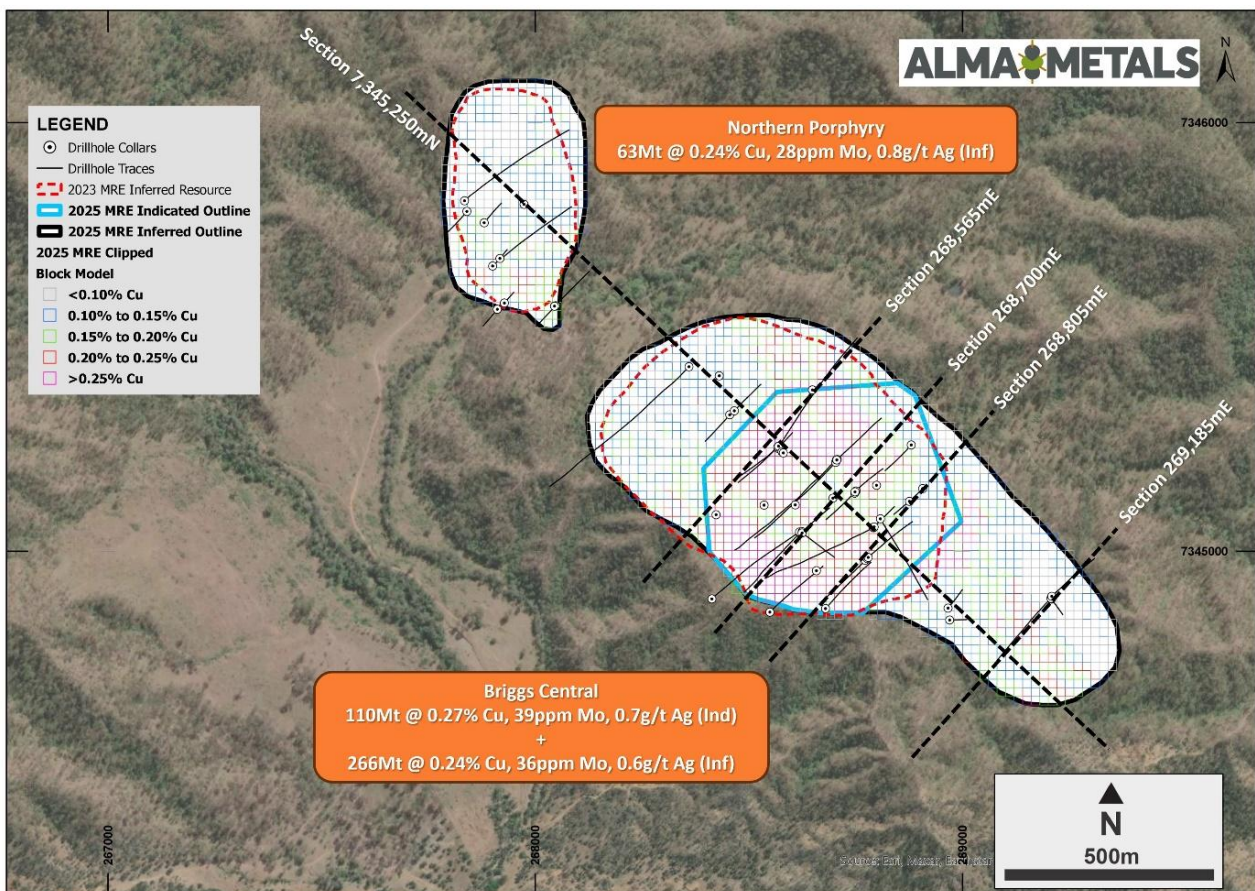 ALMA METALS
N
Section 7,345,250mN
7346000
Northern Porphyry
63Mt @ 0.24% Cu, 28ppm Mo, 0.8g/t Ag (Inf)
LEGEND
Drillhole Collars
Drillhole Traces
2023 MRE Inferred Resource
2025 MRE Indicated Outline
2025 MRE Inferred Outline
2025 MRE Clipped
Block Model
<0.10% Cu
0.10% to 0.15% Cu
0.15% to 0.20% Cu
0.20% to 0.25% Cu
>0.25% Cu
Section 268,565mE
Section 268,700mE
Section 268,805mE
Section 269,185mE
7345000
Briggs Central
110Mt @ 0.27% Cu, 39ppm Mo, 0.7g/t Ag (Ind)
+
266Mt @ 0.24% Cu, 36ppm Mo, 0.6g/t Ag (Inf)
267000
268000
269000
Source: Esri, Maxar, Earthstar
N
500m